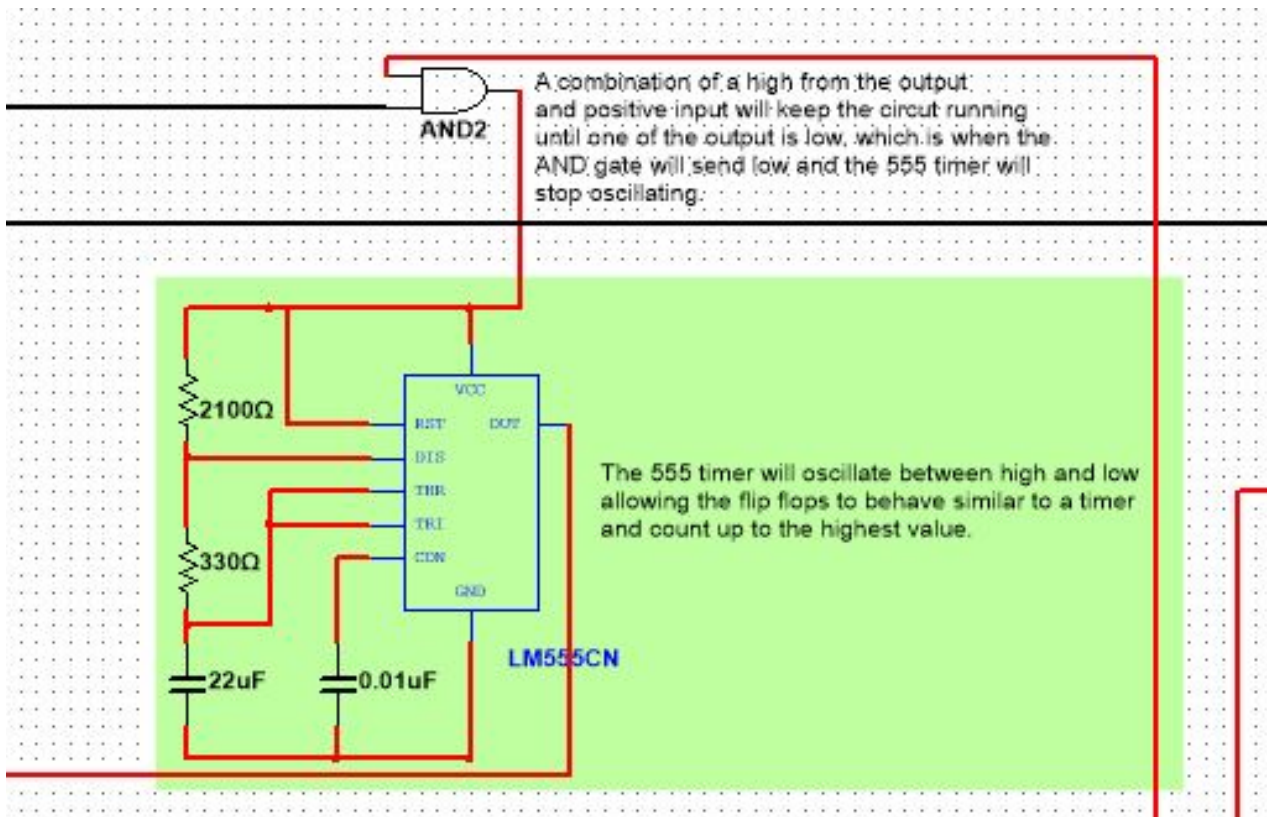 A combination of a high from the output
and positive input will keep the circut running
until one of the output is low, which is when the
AND gate will send low and the 555 timer will
stop oscillating.
AND2
VCC
2100Ω
RST OUT
DIS
THR
TRI
CON
330Ω
GND
The 555 timer will oscillate between high and low
allowing the flip flops to behave similar to a timer
and count up to the highest value.
LM555CN
22uF
0.01uF